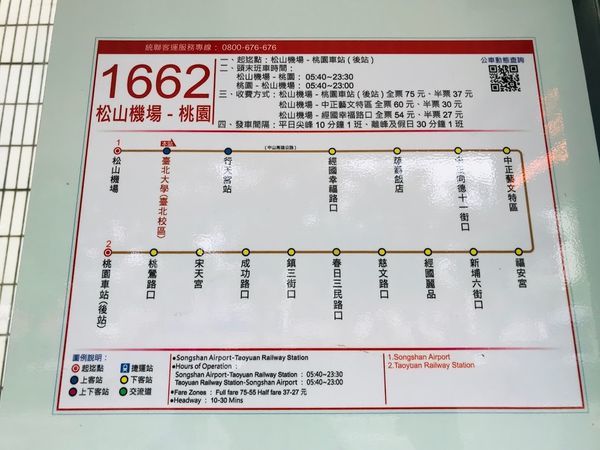 統聯客運服務專線： 0800-676-676
1662
松山機場 - 桃園
一、起訖點：松山機場 - 桃園車站 ( 後站 )
二、頭末班車時間：
松山機場 - 桃園： 05:40~23:30
桃園 - 松山機場： 05:40~23:00
三、收費方式：松山機場 - 桃園車站 ( 後站 ) 全票 75 元、半票 37 元
松山機場 - 中正藝文特區 全票 60 元、半票 30 元
松山機場 - 經國幸福路口 全票 54 元、半票 27 元
四、發車間隔：平日尖峰 10 分鐘 1 班、離峰及假日 30 分鐘 1 班
公車動態查詢
(中山高速公路)
1
松山機場
本站
臺北大學(臺北校區)
行天宮站
經國幸福路口
飯店
同德十一街口
中正藝文特區
2
桃園車站(後站)
桃鶯路口
宋天宮
成功路口
鎮三街口
春日三民路口
慈文路口
經國麗品
新埔六街口
福安宮
圖例說明：
起訖點
捷運站
上客站
下客站
上下客站
交流道
●Songshan Airport-Taoyuan Railway Station
●Hours of Operation :
Songshan Airport-Taoyuan Railway Station : 05:40~23:30
Taoyuan Railway Station-Songshan Airport : 05:40~23:00
●Fare Zones : Full fare 75-55 Half fare 37-27 元
●Headway : 10-30 Mins
1.Songshan Airport
2.Taoyuan Railway Station